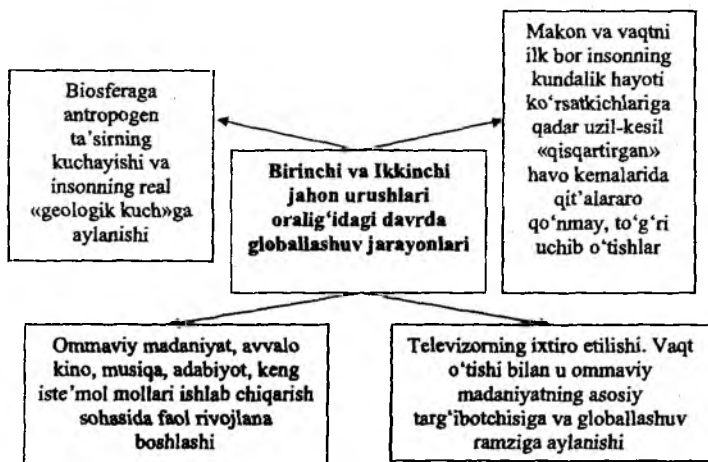 Biosferaga
antropogen
ta'sirning
kuchayishi va
insonning real
«geologik kuch»ga
aylanishi
Makon va vaqtni
ilk bor insonning
kundalik hayoti
ko‘rsatkichlariga
qadar uzil-kesil
«qisqartirgan»
havo kemalarida
qit’alararo
qo‘nmay, to‘g‘ri
uchib o‘tishlar
Birinchi va Ikkinchi
jahon urushlari
oralig‘idagi davrda
globallashuv jarayonlari
Ommaviy madaniyat, avvalo
kino, musiqa, adabiyot, keng
iste’mol mollari ishlab chiqarish
sohasida faol rivojlana
boshlashi
Televizorning ixtiro etilishi. Vaqt
o‘tishi bilan u ommaviy
madaniyatning asosiy
targ‘ibotchisiga va globallashuv
ramziga aylanishi